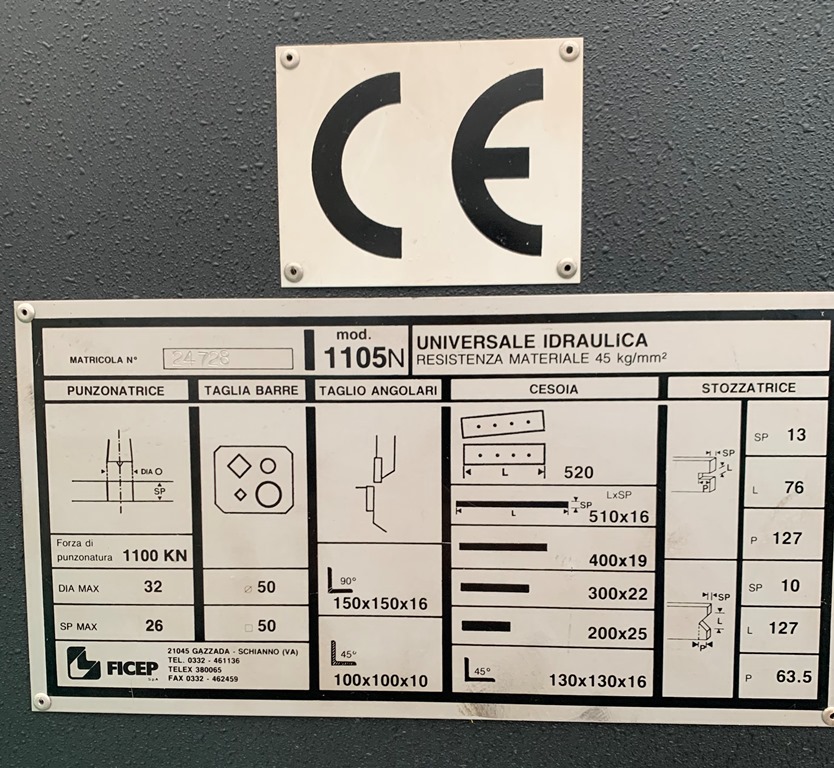 CE
MATRICOLA N° 24728
mod.
1105N
UNIVERSALE IDRAULICA
RESISTENZA MATERIALE 45 kg/mm²
PUNZONATRICE
DIA O
SP
Forza di
punzonatura 1100 KN
DIA MAX 32
SP MAX 26
TAGLIA BARRE
⌀ 50
□ 50
TAGLIO ANGOLARI
90°
150x150x16
45°
100x100x10
CESOIA
L 520
LxSP
SP
L 510x16
400x19
300x22
200x25
45°
130x130x16
STOZZATRICE
SP
L
P
SP 13
L 76
P 127
SP
L
P
SP 10
L 127
P 63.5
FICEP
S.p.A.
21045 GAZZADA - SCHIANNO (VA)
TEL. 0332 - 461136
TELEX 380065
FAX 0332 - 462459